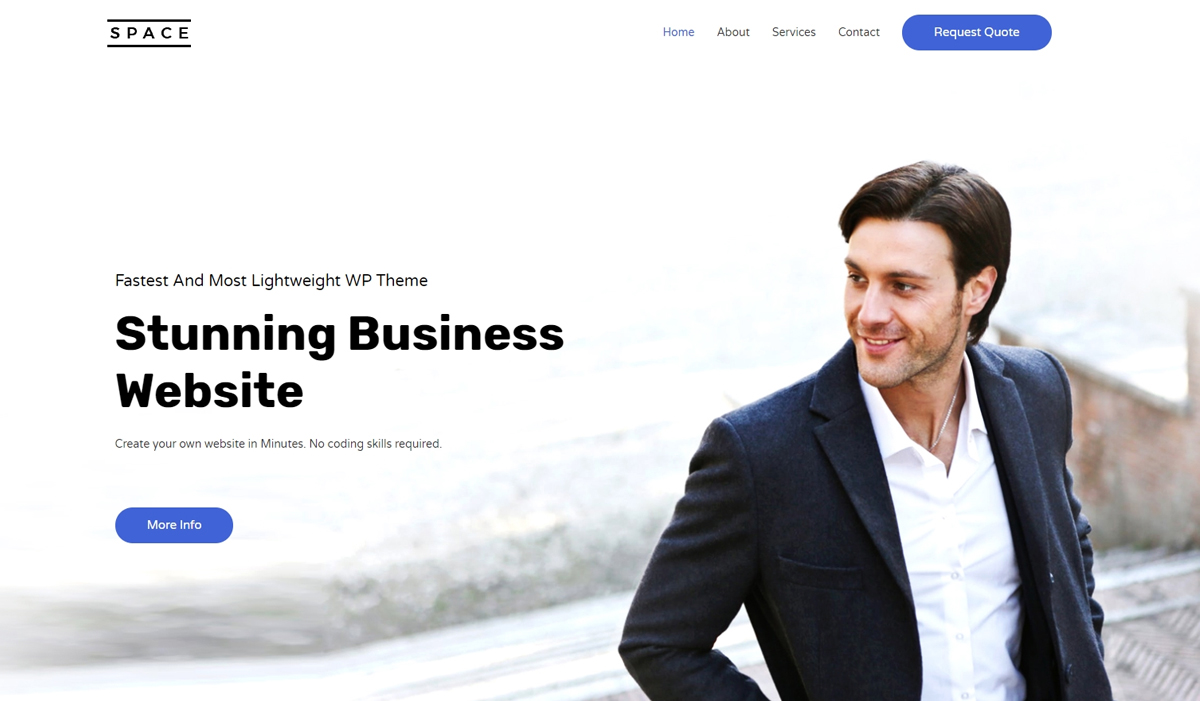 SPACE
Home About Services Contact Request Quote
Fastest And Most Lightweight WP Theme
Stunning Business
Website
Create your own website in Minutes. No coding skills required.
More Info